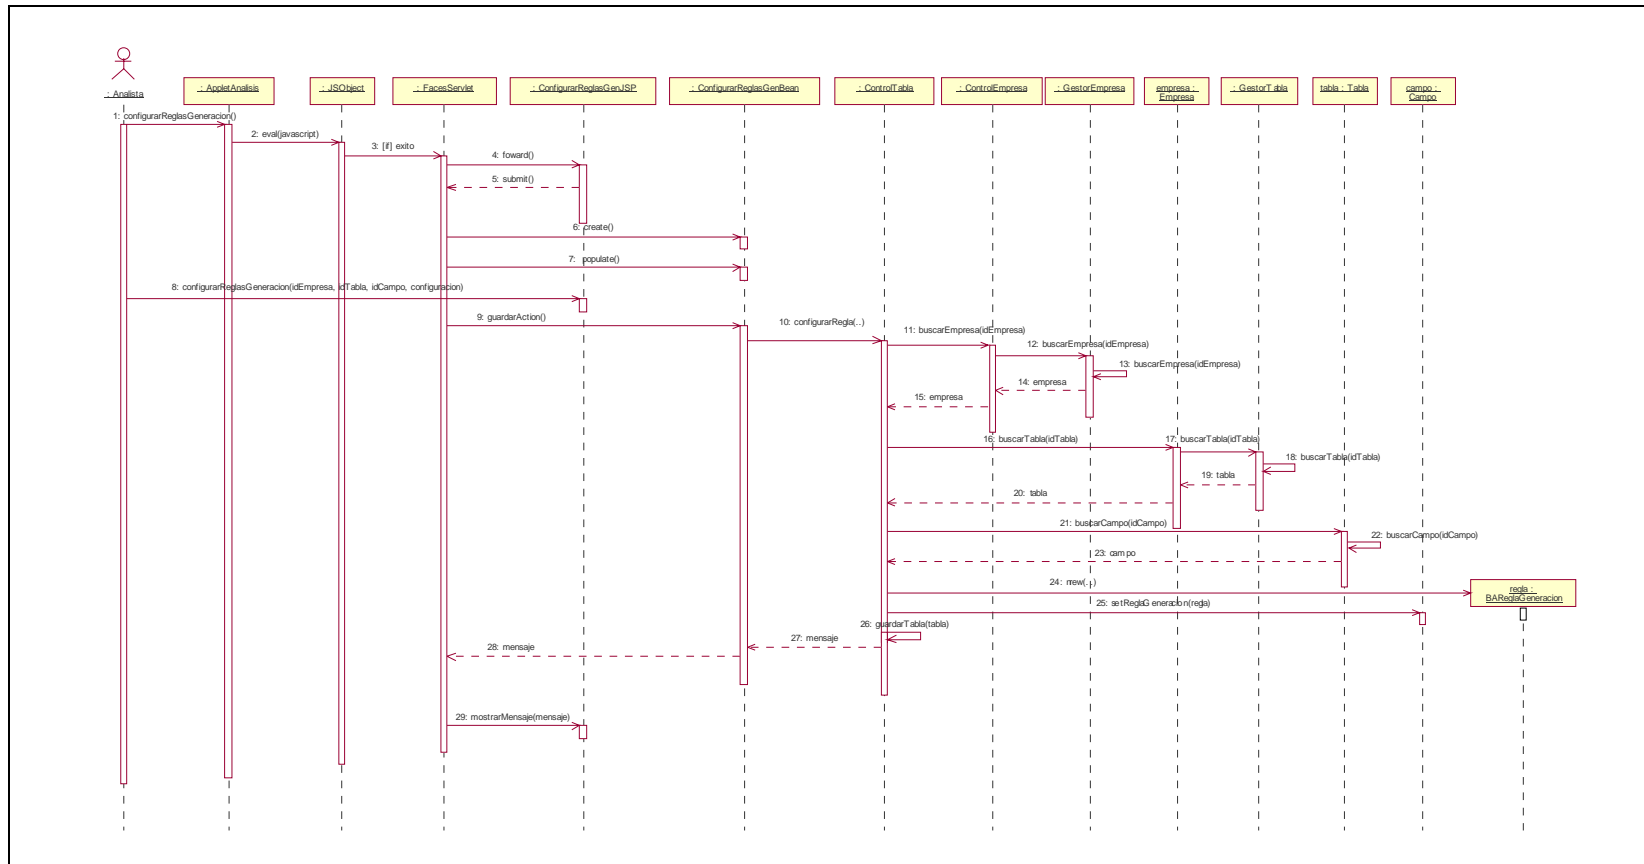 : Analista
: AppletAnalisis
: JSObject
: FacesServlet
: ConfigurarReglasGenJSP
: ConfigurarReglasGenBean
: ControlTabla
: ControlEmpresa
: GestorEmpresa
empresa :
Empresa
: GestorTabla
tabla : Tabla
campo :
Campo
1: configurarReglasGeneracion()
2: eval(javascript)
3: [if] exito
4: foward()
5: submit()
6: create()
7: populate()
8: configurarReglasGeneracion(idEmpresa, idTabla, idCampo, configuracion)
9: guardarAction()
10: configurarRegla(..)
11: buscarEmpresa(idEmpresa)
12: buscarEmpresa(idEmpresa)
13: buscarEmpresa(idEmpresa)
14: empresa
15: empresa
16: buscarTabla(idTabla)
17: buscarTabla(idTabla)
18: buscarTabla(idTabla)
19: tabla
20: tabla
21: buscarCampo(idCampo)
22: buscarCampo(idCampo)
23: campo
24: new(..)
regla :
BAReglaGeneracion
25: setReglaGeneracion(regla)
26: guardarTabla(tabla)
27: mensaje
28: mensaje
29: mostrarMensaje(mensaje)